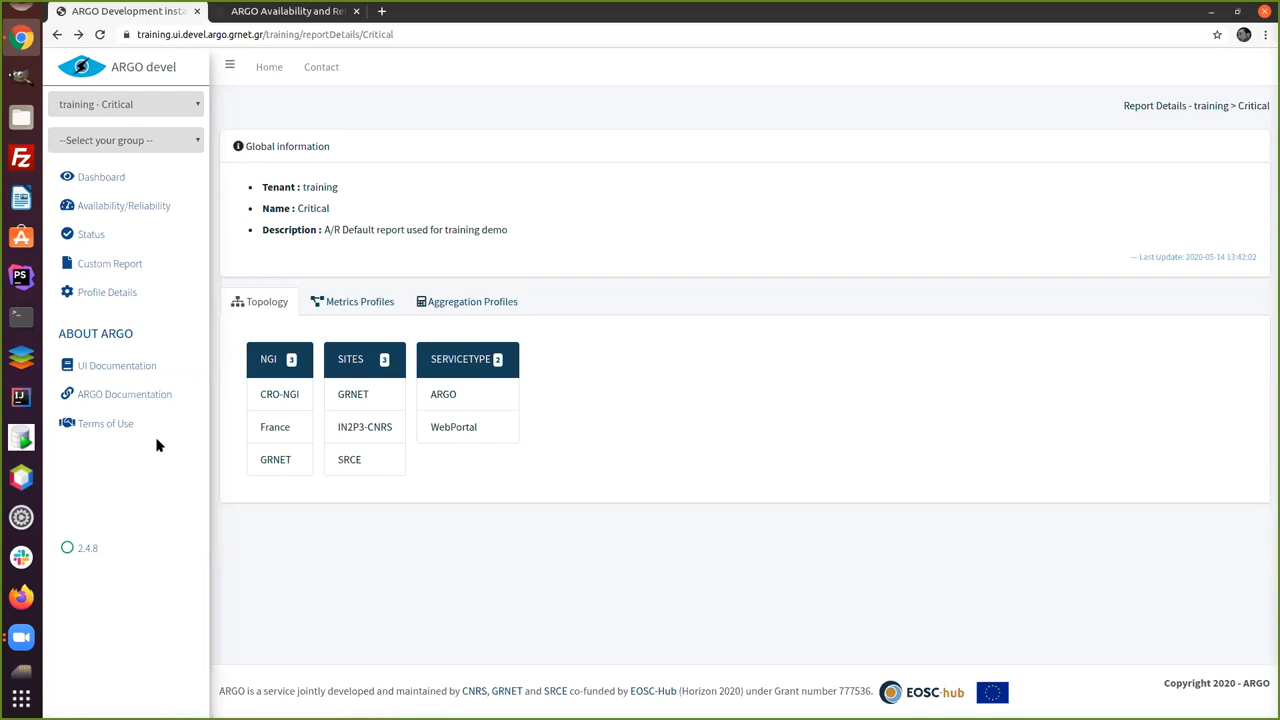 ARGO Development insta
ARGO Availability and Re
training.ui.devel.argo.grnet.gr/training/reportDetails/Critical
ARGO devel
Home
Contact
training - Critical
--Select your group --
Report Details - training > Critical
Global information
Tenant : training
Name : Critical
Description : A/R Default report used for training demo
Last Update: 2020-05-14 13:42:02
Dashboard
Availability/Reliability
Status
Custom Report
Profile Details
ABOUT ARGO
UI Documentation
ARGO Documentation
Terms of Use
2.4.8
Topology
Metrics Profiles
Aggregation Profiles
NGI 3
CRO-NGI
France
GRNET
SITES 3
GRNET
IN2P3-CNRS
SRCE
SERVICETYPE 2
ARGO
WebPortal
ARGO is a service jointly developed and maintained by CNRS, GRNET and SRCE co-funded by EOSC-Hub (Horizon 2020) under Grant number 777536.
EOSC-hub
Copyright 2020 - ARGO
Fz
PS
IJ